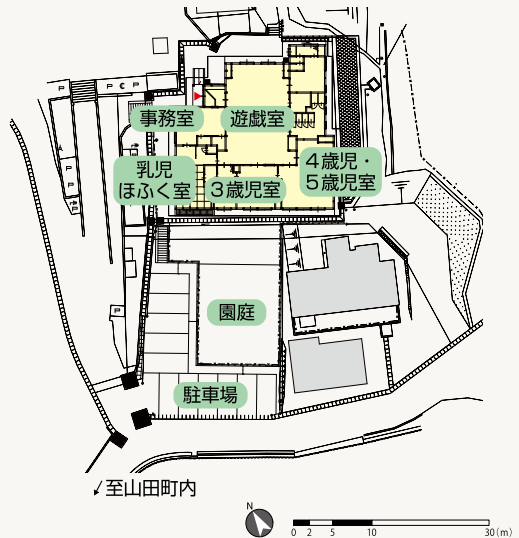 P P C P
P
P
P
P
事務室
遊戯室
4歳児・
5歳児室
乳児
ほふく室
3歳児室
園庭
駐車場
至山田町内
N
0 2 5 10 30(m)